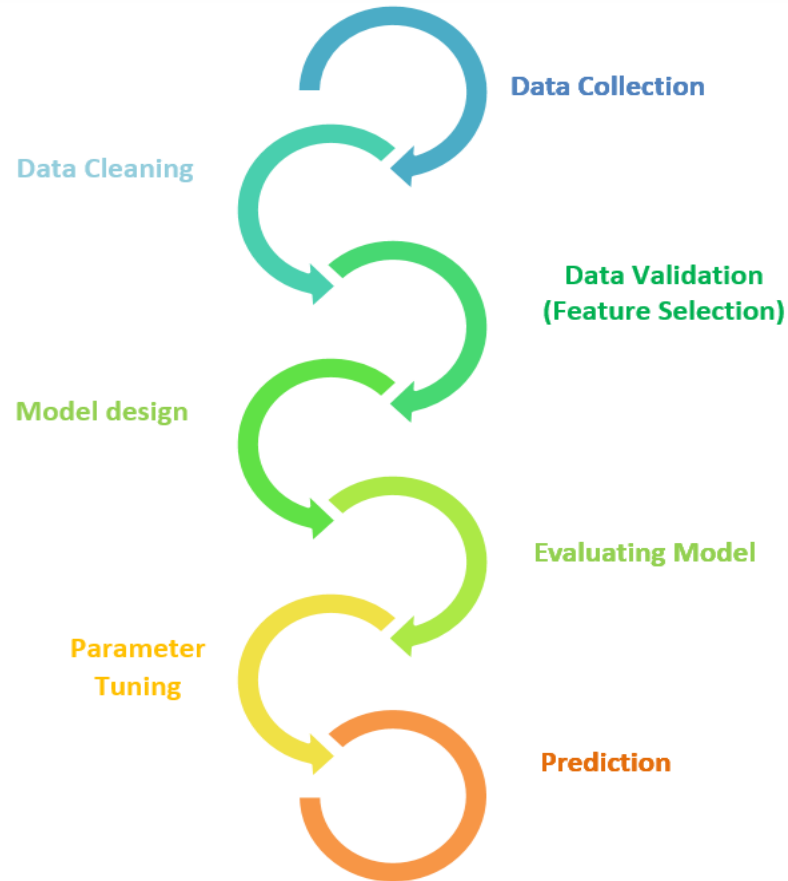 Data Collection
Data Cleaning
Data Validation
(Feature Selection)
Model design
Evaluating Model
Parameter
Tuning
Prediction